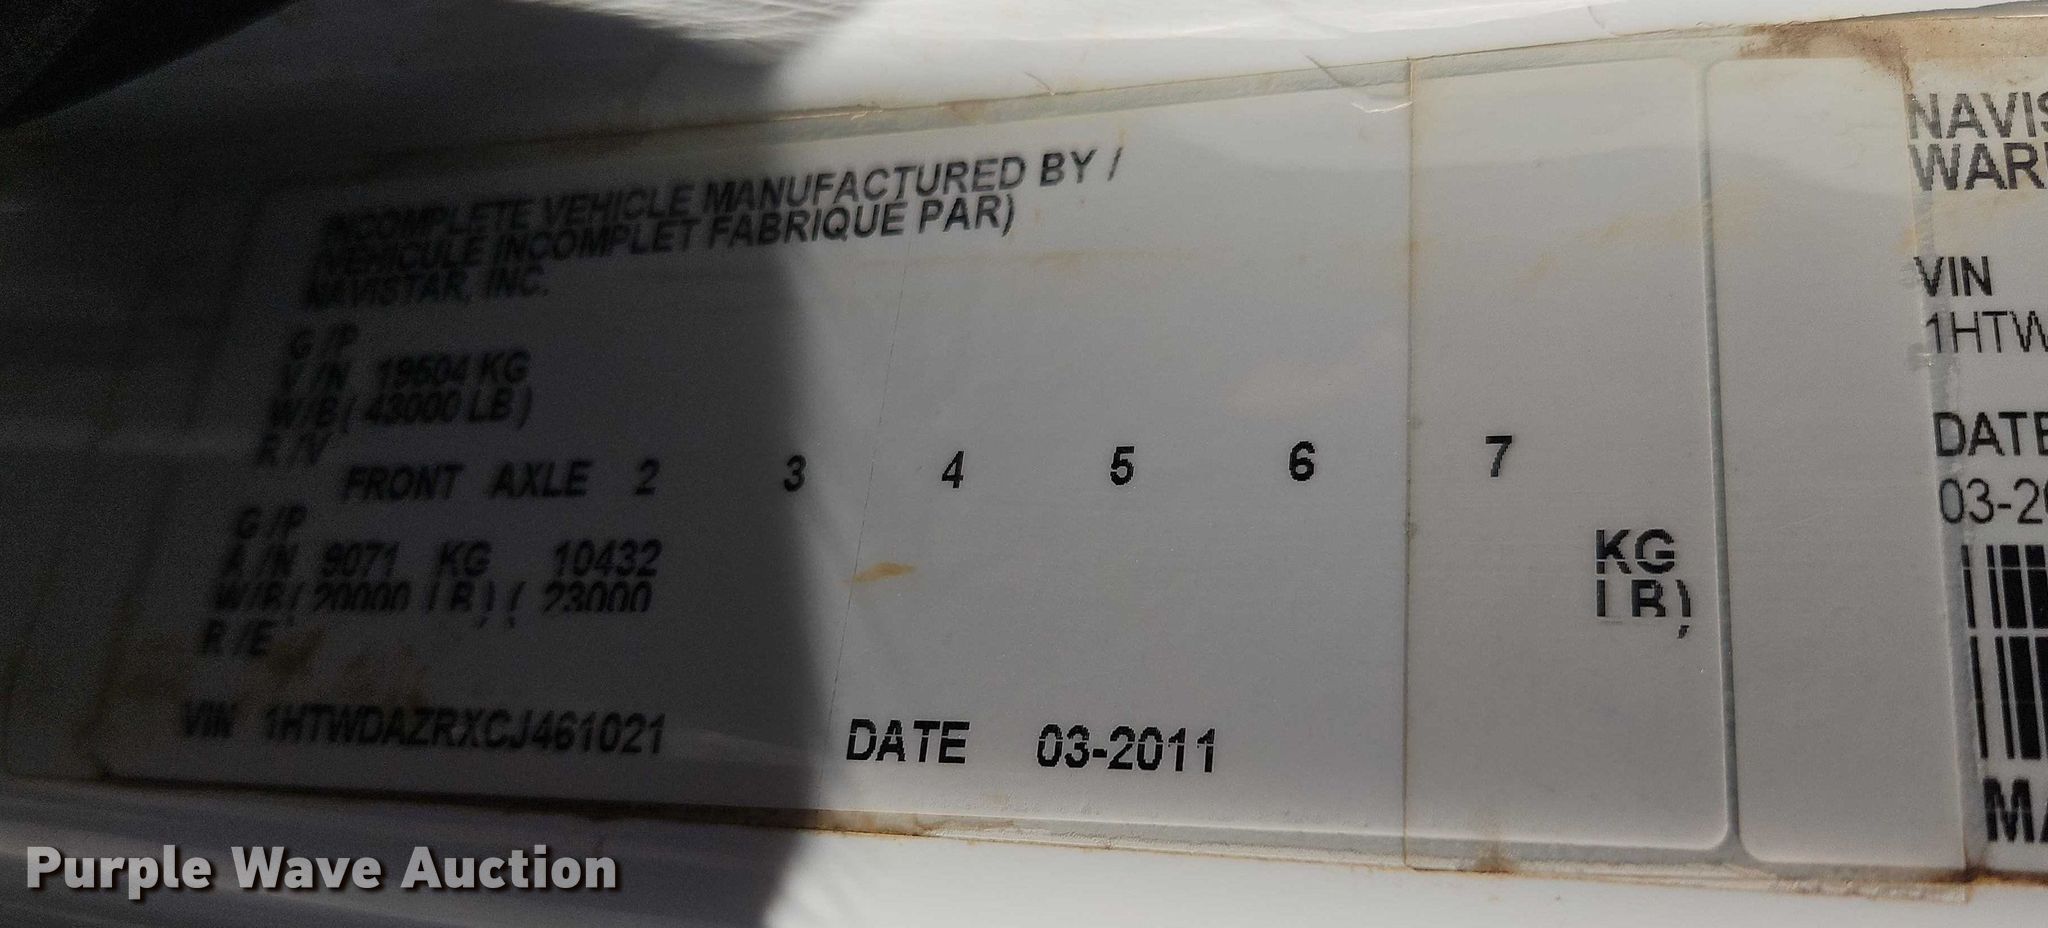 INCOMPLETE VEHICLE MANUFACTURED BY /
(VEHICULE INCOMPLET FABRIQUE PAR)
NAVISTAR, INC.
G /P
V /N 19504 KG
W/B ( 43000 LB )
R /V
FRONT AXLE 2 3 4 5 6 7
G /P
A /N 9071 KG 10432 KG
W/B ( 20000 LB ) ( 23000 LB)
R /E
VIN 1HTWDAZRXCJ461021 DATE 03-2011
NAVIS
WAR
VIN
1HTW
DATE
03-20
MA
Purple Wave Auction